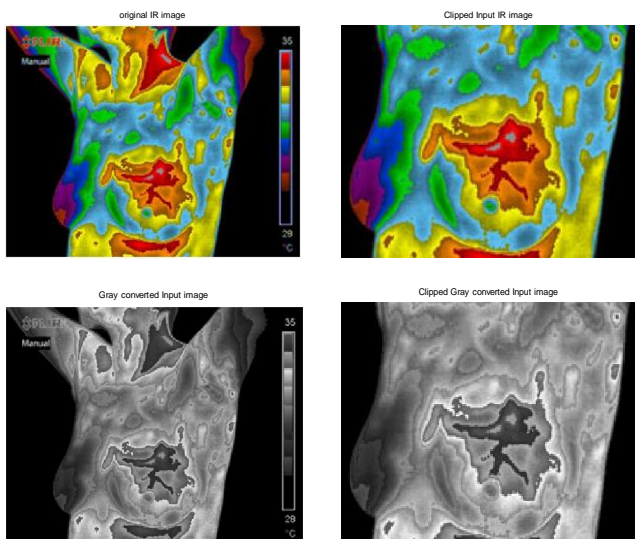 original IR image
Clipped Input IR image
35
Manual
28
°C
Gray converted Input image
Clipped Gray converted Input image
35
Manual
28
°C